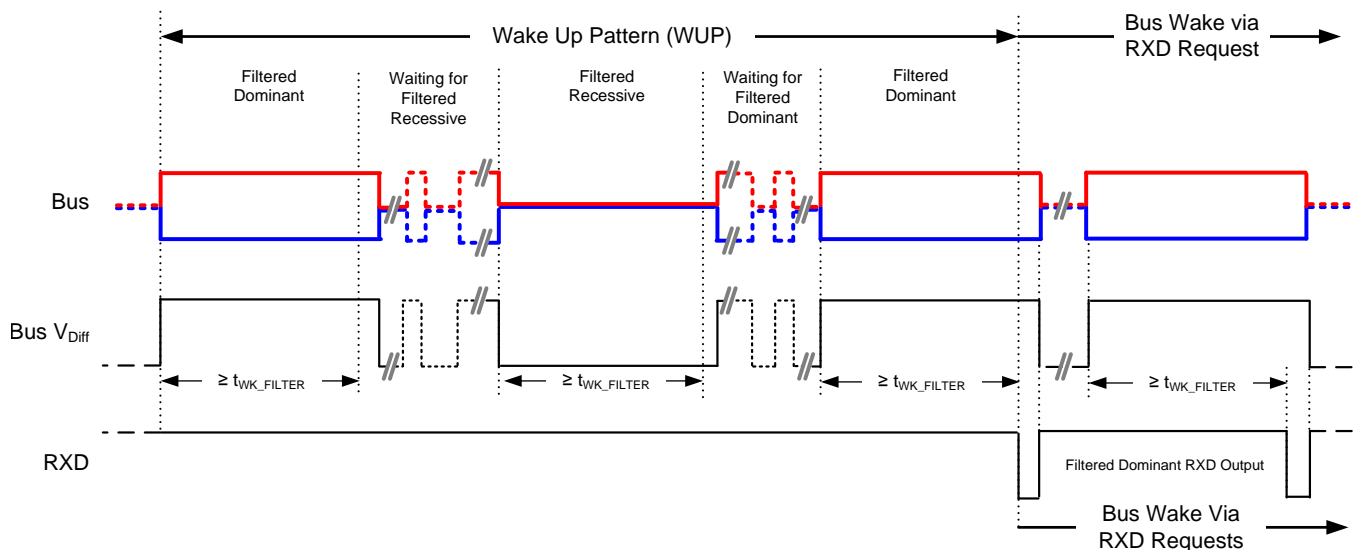 Wake Up Pattern (WUP)
Bus Wake via
RXD Request
Filtered
Dominant
Waiting for
Filtered
Recessive
Filtered
Recessive
Waiting for
Filtered
Dominant
Filtered
Dominant
Bus
Bus VDiff
≥ tWK_FILTER
≥ tWK_FILTER
≥ tWK_FILTER
≥ tWK_FILTER
RXD
Filtered Dominant RXD Output
Bus Wake Via
RXD Requests